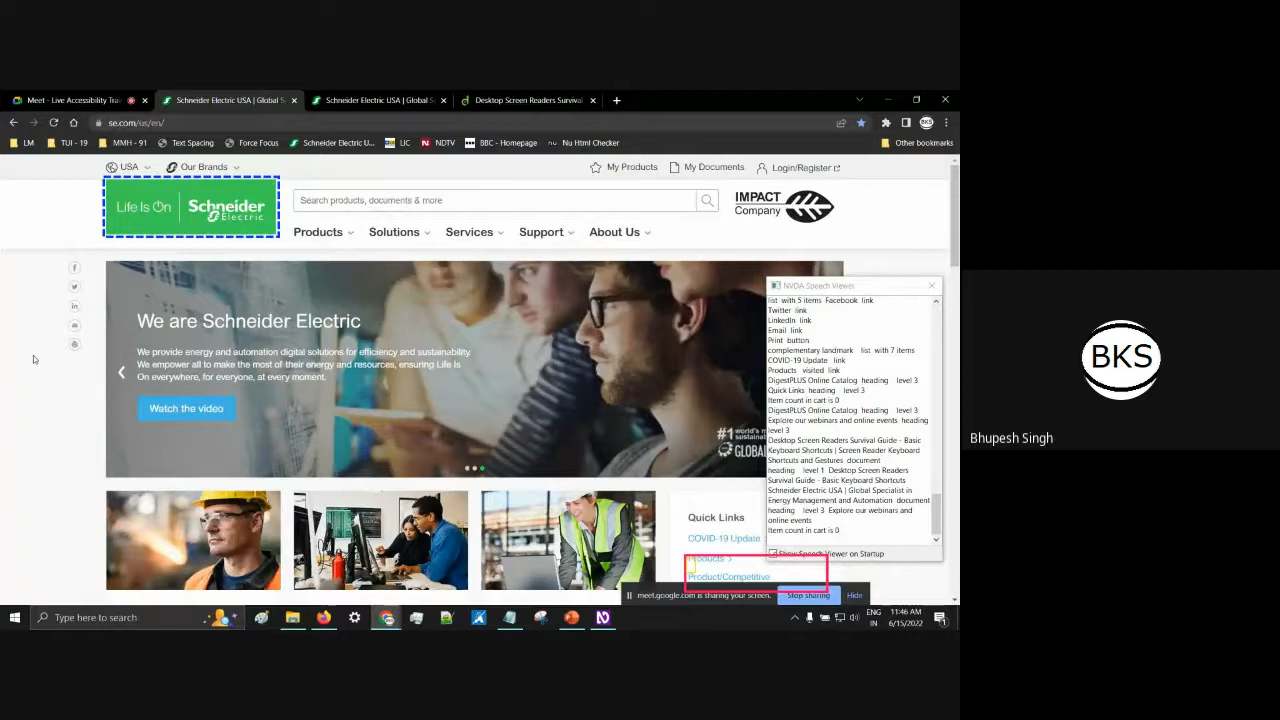 Meet - Live Accessibility Trai
Schneider Electric USA | Global S
Schneider Electric USA | Global S
Desktop Screen Readers Survival
se.com/us/en/
BKS
LM
TUI - 19
MMH - 91
Text Spacing
Force Focus
Schneider Electric U...
LIC
NDTV
BBC - Homepage
Nu Html Checker
Other bookmarks
USA
Our Brands
My Products
My Documents
Login/Register
Life Is On | Schneider Electric
Search products, documents & more
IMPACT
Company
Products
Solutions
Services
Support
About Us
We are Schneider Electric
We provide energy and automation digital solutions for efficiency and sustainability.
We empower all to make the most of their energy and resources, ensuring Life Is
On everywhere, for everyone, at every moment.
Watch the video
#1 world's m
sustainab
GLOBAL
Quick Links
COVID-19 Update
Products
Product/Competitive
NVDA Speech Viewer
list with 5 items Facebook link
Twitter link
LinkedIn link
Email link
Print button
complementary landmark list with 7 items
COVID-19 Update link
Products visited link
DigestPLUS Online Catalog heading level 3
Quick Links heading level 3
Item count in cart is 0
DigestPLUS Online Catalog heading level 3
Explore our webinars and online events heading
level 3
Desktop Screen Readers Survival Guide - Basic
Keyboard Shortcuts | Screen Reader Keyboard
Shortcuts and Gestures document
heading level 1 Desktop Screen Readers
Survival Guide - Basic Keyboard Shortcuts
Schneider Electric USA | Global Specialist in
Energy Management and Automation document
heading level 3 Explore our webinars and
online events
Item count in cart is 0
Show Speech Viewer on Startup
meet.google.com is sharing your screen.
Stop sharing
Hide
Type here to search
ENG
IN
11:46 AM
6/15/2022
BKS
Bhupesh Singh